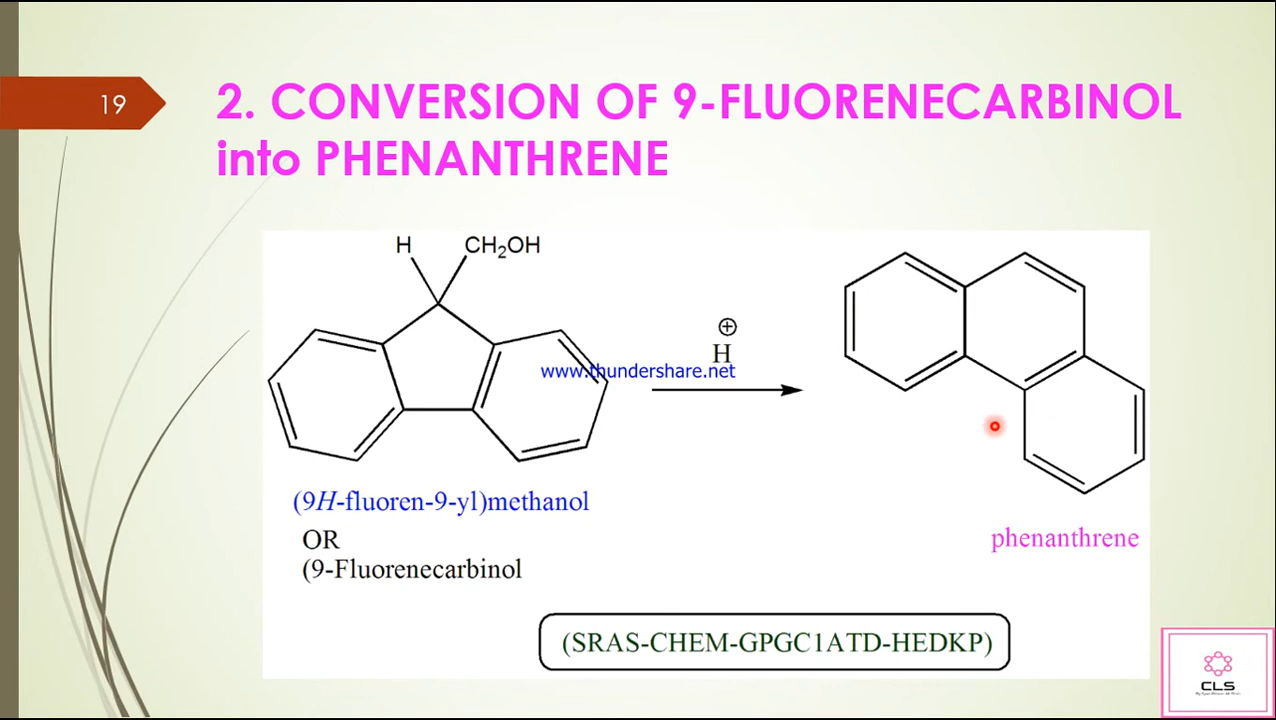 19
2. CONVERSION OF 9-FLUORENECARBINOL
into PHENANTHRENE
H CH₂OH
⊕
H
www.thundershare.net
(9H-fluoren-9-yl)methanol
OR
(9-Fluorenecarbinol
phenanthrene
(SRAS-CHEM-GPGC1ATD-HEDKP)
CLS